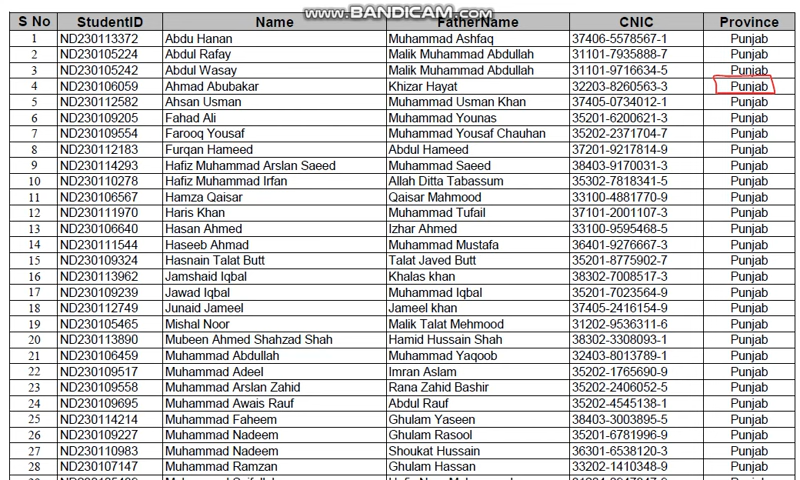 www.BANDICAM.com
S No StudentID Name FatherName CNIC Province
1 ND230113372 Abdu Hanan Muhammad Ashfaq 37406-5578567-1 Punjab
2 ND230105224 Abdul Rafay Malik Muhammad Abdullah 31101-7935888-7 Punjab
3 ND230105242 Abdul Wasay Malik Muhammad Abdullah 31101-9716634-5 Punjab
4 ND230106059 Ahmad Abubakar Khizar Hayat 32203-8260563-3 Punjab
5 ND230112582 Ahsan Usman Muhammad Usman Khan 37405-0734012-1 Punjab
6 ND230109205 Fahad Ali Muhammad Younas 35201-6200621-3 Punjab
7 ND230109554 Farooq Yousaf Muhammad Yousaf Chauhan 35202-2371704-7 Punjab
8 ND230112183 Furqan Hameed Abdul Hameed 37201-9217814-9 Punjab
9 ND230114293 Hafiz Muhammad Arslan Saeed Muhammad Saeed 38403-9170031-3 Punjab
10 ND230110278 Hafiz Muhammad Irfan Allah Ditta Tabassum 35302-7818341-5 Punjab
11 ND230106567 Hamza Qaisar Qaisar Mahmood 33100-4881770-9 Punjab
12 ND230111970 Haris Khan Muhammad Tufail 37101-2001107-3 Punjab
13 ND230106640 Hasan Ahmed Izhar Ahmed 33100-9595468-5 Punjab
14 ND230111544 Haseeb Ahmad Muhammad Mustafa 36401-9276667-3 Punjab
15 ND230109324 Hasnain Talat Butt Talat Javed Butt 35201-8775902-7 Punjab
16 ND230113962 Jamshaid Iqbal Khalas khan 38302-7008517-3 Punjab
17 ND230109239 Jawad Iqbal Muhammad Iqbal 35201-7023564-9 Punjab
18 ND230112749 Junaid Jameel Jameel khan 37405-2416154-9 Punjab
19 ND230105465 Mishal Noor Malik Talat Mehmood 31202-9536311-6 Punjab
20 ND230113890 Mubeen Ahmed Shahzad Shah Hamid Hussain Shah 38302-3308093-1 Punjab
21 ND230106459 Muhammad Abdullah Muhammad Yaqoob 32403-8013789-1 Punjab
22 ND230109517 Muhammad Adeel Imran Aslam 35202-1765690-9 Punjab
23 ND230109558 Muhammad Arslan Zahid Rana Zahid Bashir 35202-2406052-5 Punjab
24 ND230109695 Muhammad Awais Rauf Abdul Rauf 35202-4545138-1 Punjab
25 ND230114214 Muhammad Faheem Ghulam Yaseen 38403-3003895-5 Punjab
26 ND230109227 Muhammad Nadeem Ghulam Rasool 35201-6781996-9 Punjab
27 ND230110983 Muhammad Nadeem Shoukat Hussain 36301-6538120-3 Punjab
28 ND230107147 Muhammad Ramzan Ghulam Hassan 33202-1410348-9 Punjab